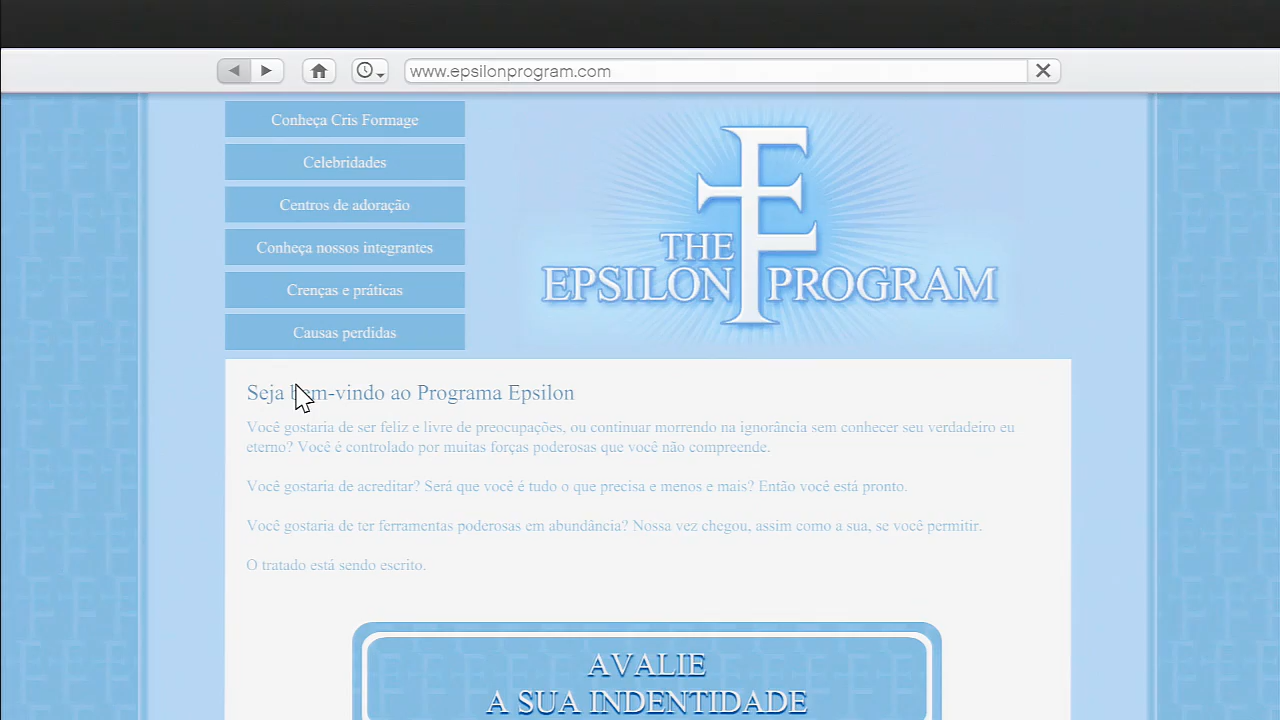 www.epsilonprogram.com
Conheça Cris Formage
Celebridades
Centros de adoração
Conheça nossos integrantes
Crenças e práticas
Causas perdidas
THE
EPSILON PROGRAM
Seja bem-vindo ao Programa Epsilon
Você gostaria de ser feliz e livre de preocupações, ou continuar morrendo na ignorância sem conhecer seu verdadeiro eu
eterno? Você é controlado por muitas forças poderosas que você não compreende.
Você gostaria de acreditar? Será que você é tudo o que precisa e menos e mais? Então você está pronto.
Você gostaria de ter ferramentas poderosas em abundância? Nossa vez chegou, assim como a sua, se você permitir.
O tratado está sendo escrito.
AVALIE
A SUA INDENTIDADE